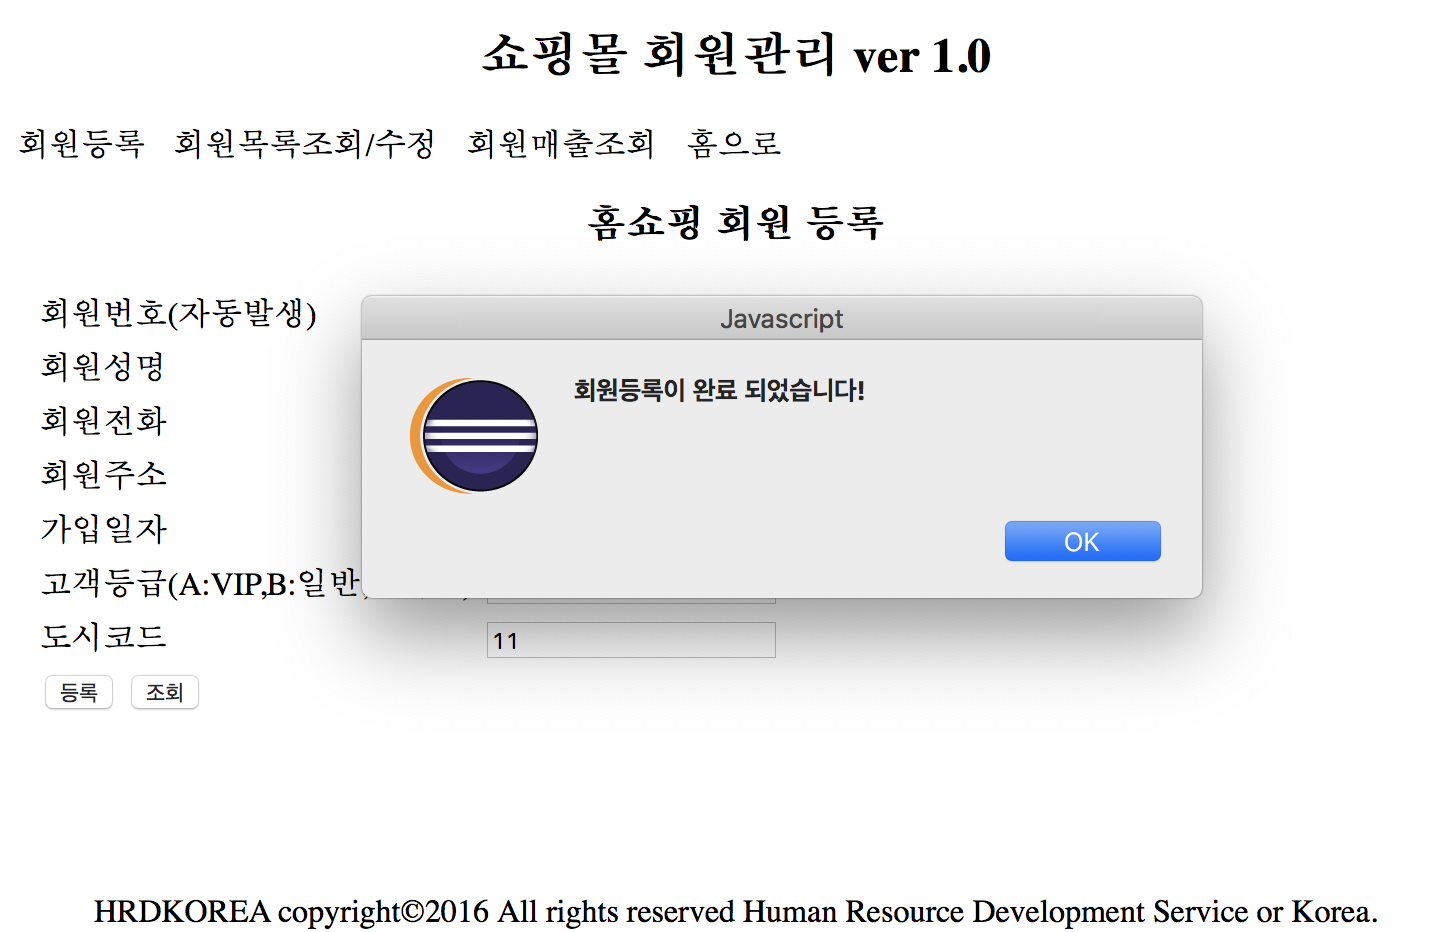 쇼핑몰 회원관리 ver 1.0
회원등록 회원목록조회/수정 회원매출조회 홈으로
홈쇼핑 회원 등록
회원번호(자동발생)
Javascript
회원성명
회원등록이 완료 되었습니다!
회원전화
회원주소
가입일자
OK
고객등급(A:VIP,B:일반
도시코드 11
등록 조회
HRDKOREA copyright©2016 All rights reserved Human Resource Development Service or Korea.